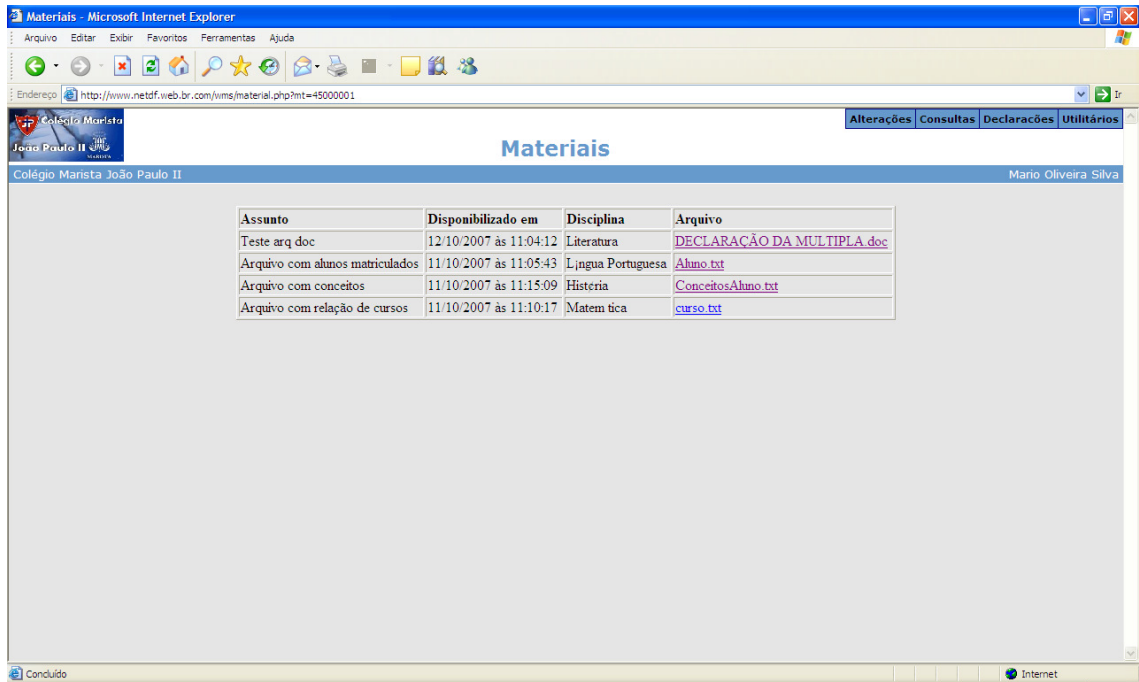 Materiais - Microsoft Internet Explorer
Arquivo Editar Exibir Favoritos Ferramentas Ajuda
Endereço http://www.netdf.web.br.com/wms/material.php?mt=45000001 Ir
Colégio Marista
João Paulo II
MARISTA
Alterações Consultas Declaracões Utilitários
Materiais
Colégio Marista João Paulo II Mario Oliveira Silva
Assunto Disponibilizado em Disciplina Arquivo
Teste arq doc 12/10/2007 às 11:04:12 Literatura DECLARAÇÃO DA MULTIPLA.doc
Arquivo com alunos matriculados 11/10/2007 às 11:05:43 L¡ngua Portuguesa Aluno.txt
Arquivo com conceitos 11/10/2007 às 11:15:09 Hist¢ria ConceitosAluno.txt
Arquivo com relação de cursos 11/10/2007 às 11:10:17 Matem tica curso.txt
Concluído Internet